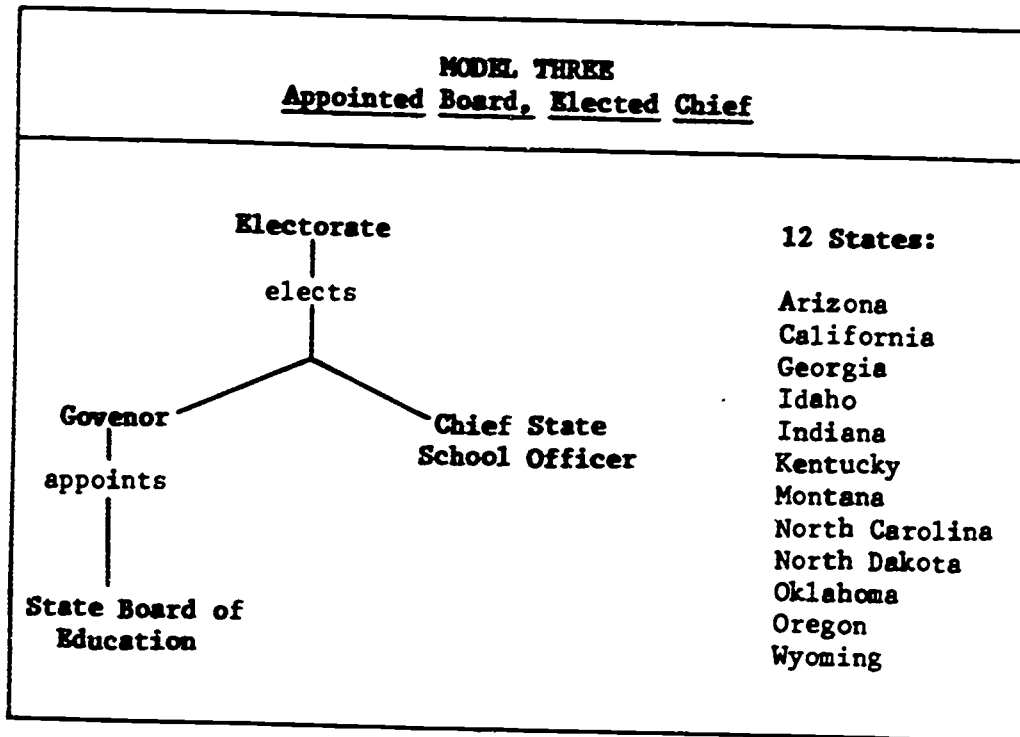 MODEL THREE
Appointed Board, Elected Chief
Electorate
elects
Govenor
Chief State
School Officer
appoints
State Board of
Education
12 States:
Arizona
California
Georgia
Idaho
Indiana
Kentucky
Montana
North Carolina
North Dakota
Oklahoma
Oregon
Wyoming